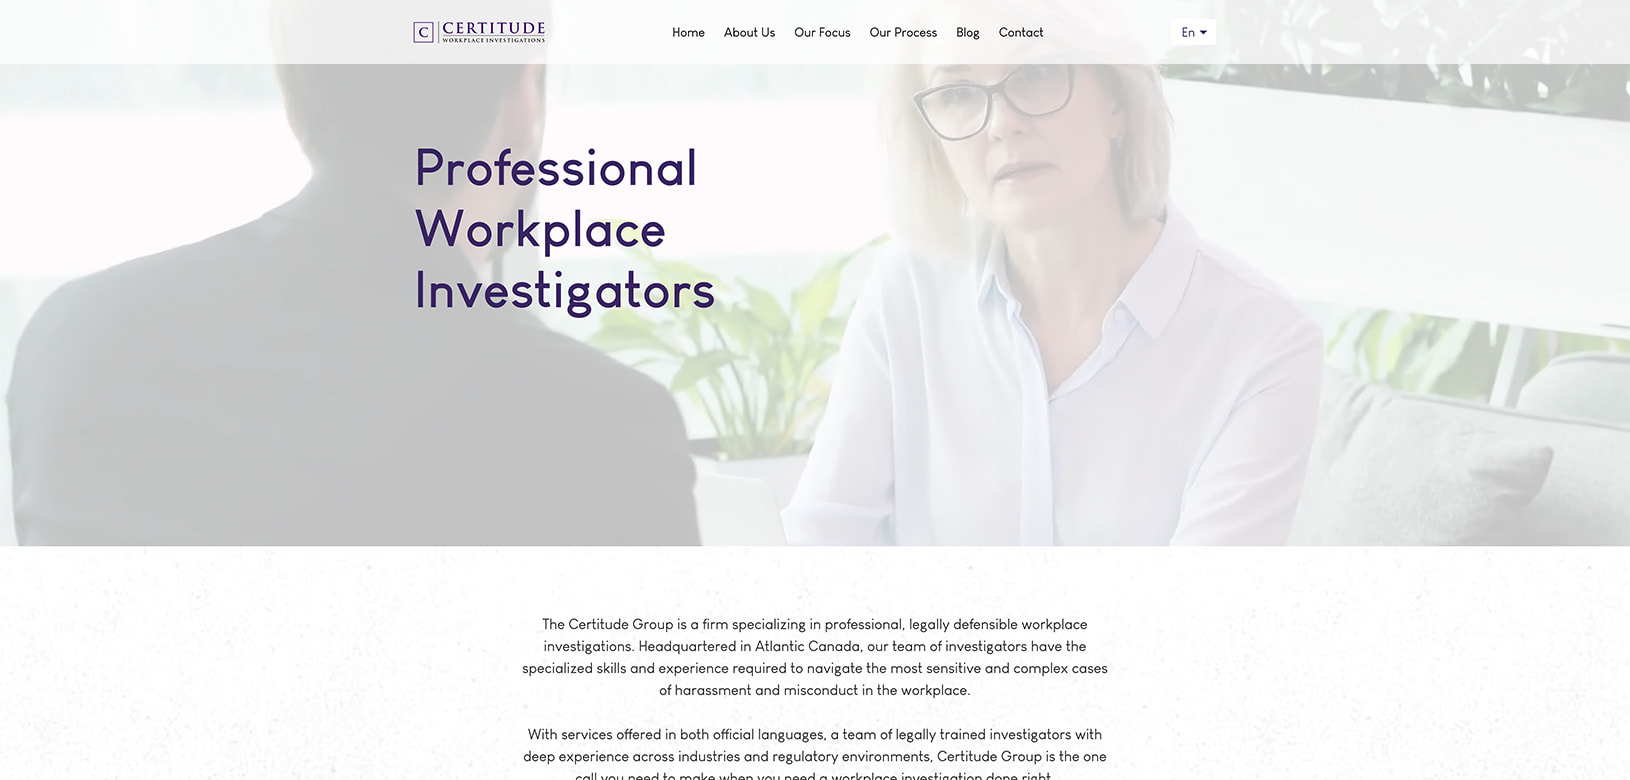 C CERTITUDE
WORKPLACE INVESTIGATIONS
Home About Us Our Focus Our Process Blog Contact
En
Professional
Workplace
Investigators
The Certitude Group is a firm specializing in professional, legally defensible workplace
investigations. Headquartered in Atlantic Canada, our team of investigators have the
specialized skills and experience required to navigate the most sensitive and complex cases
of harassment and misconduct in the workplace.
With services offered in both official languages, a team of legally trained investigators with
deep experience across industries and regulatory environments, Certitude Group is the one
call you need to make when you need a workplace investigation done right.